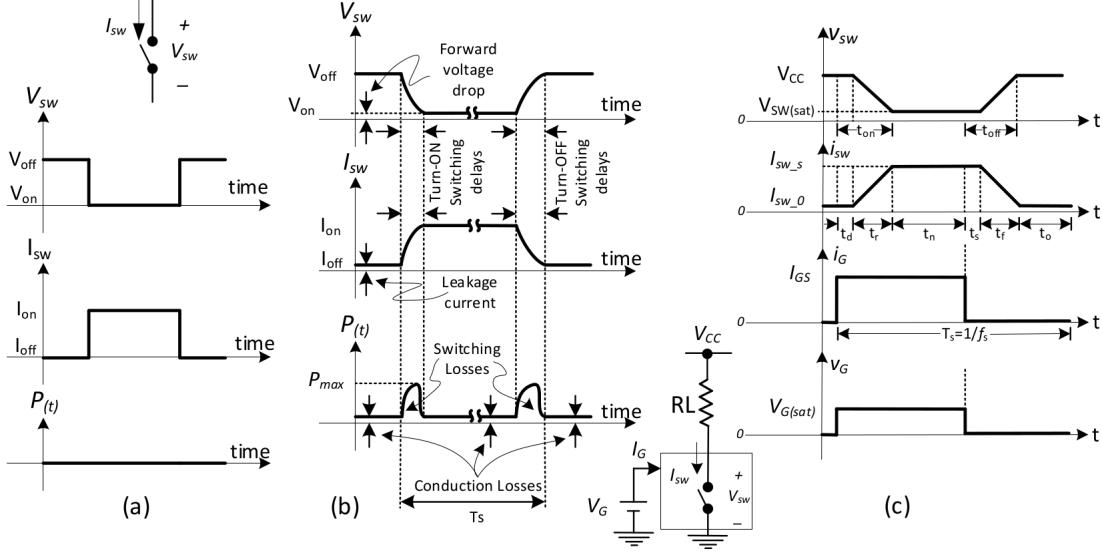 I_sw
+
V_sw
–
V_sw
V_off
V_on
time
I_sw
I_on
I_off
time
P_(t)
time
(a)
V_sw
Forward
voltage
drop
V_off
V_on
time
Turn-ON
Switching
delays
Turn-OFF
Switching
delays
I_sw
I_on
I_off
time
Leakage
current
P_(t)
Switching
Losses
P_max
time
Conduction Losses
Ts
(b)
V_CC
RL
I_G
I_sw
+
V_sw
–
V_G
v_sw
V_CC
V_SW(sat)
0
t_on
t_off
t
i_sw
I_sw_s
I_sw_0
0
t_d
t_r
t_n
t_s
t_f
t_o
t
i_G
I_GS
0
T_s=1/f_s
t
v_G
V_G(sat)
0
t
(c)